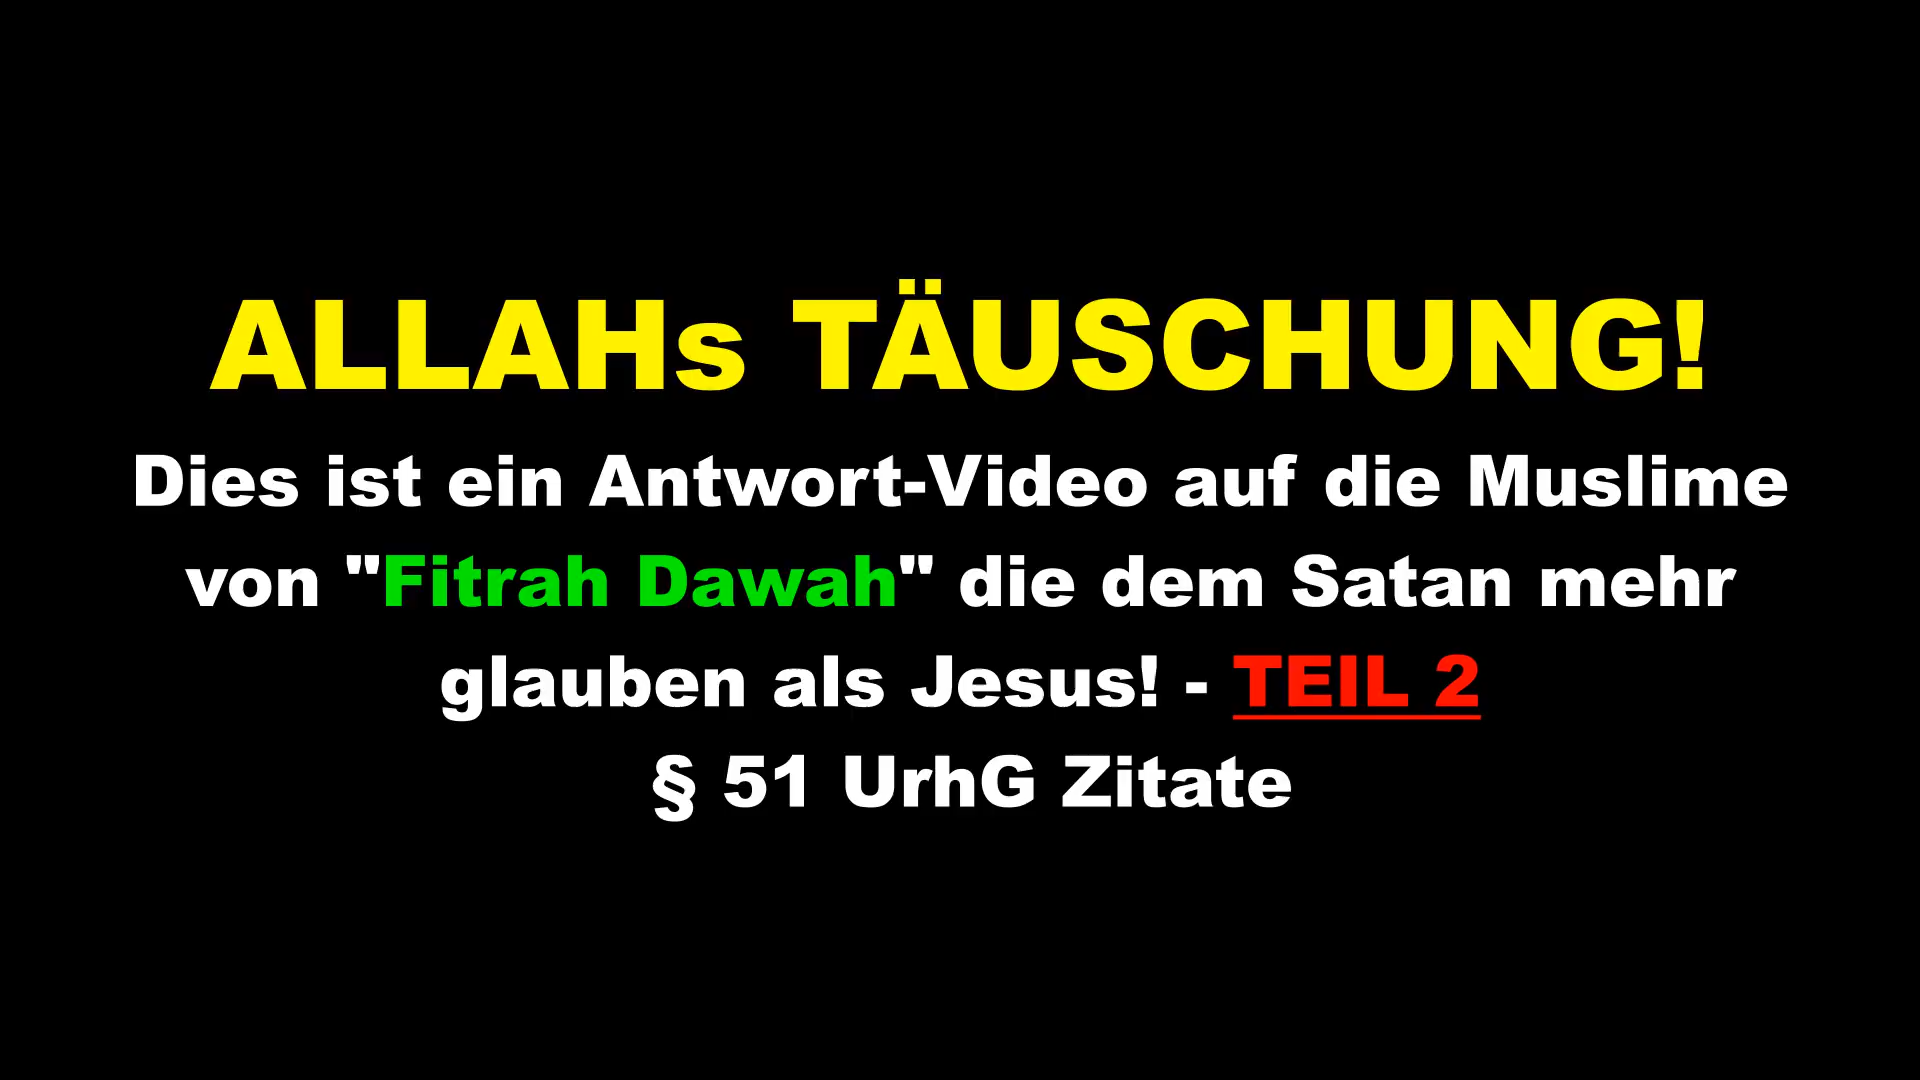 ALLAHs TÄUSCHUNG!
Dies ist ein Antwort-Video auf die Muslime
von "Fitrah Dawah" die dem Satan mehr
glauben als Jesus! - TEIL 2
§ 51 UrhG Zitate